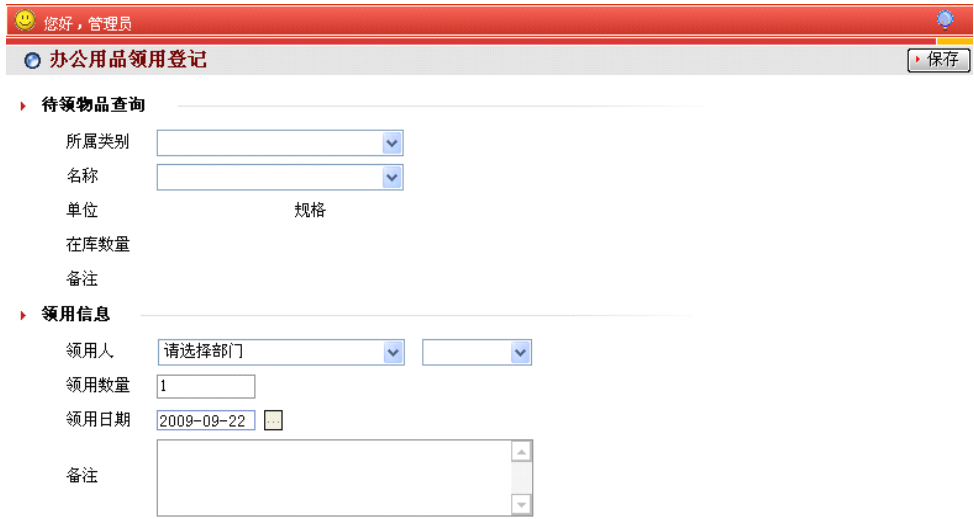 您好，管理员
办公用品领用登记
保存
待领物品查询
所属类别
名称
单位 规格
在库数量
备注
领用信息
领用人 请选择部门
领用数量 1
领用日期 2009-09-22 ...
备注